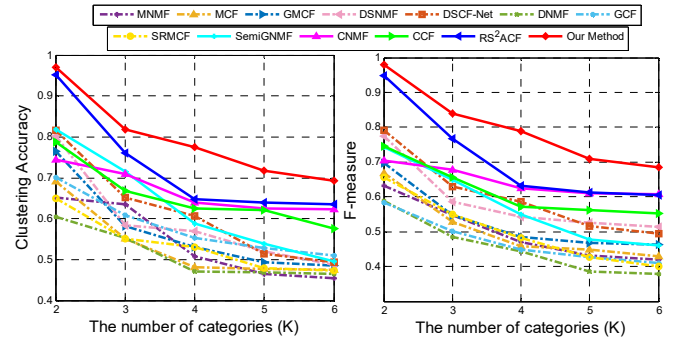 MNMF MCF GMCF DSNMF DSCF-Net DNMF GCF
SRMCF SemiGNMF CNMF CCF RS²ACF Our Method
Clustering Accuracy
1
0.9
0.8
0.7
0.6
0.5
0.4
2 3 4 5 6
The number of categories (K)
F-measure
1
0.9
0.8
0.7
0.6
0.5
0.4
2 3 4 5 6
The number of categories (K)